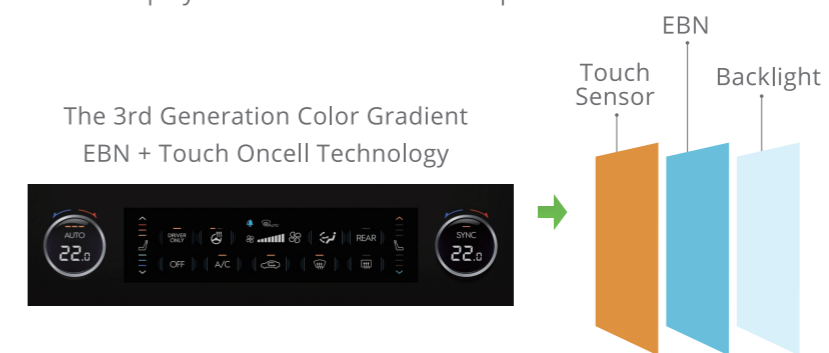 EBN
Touch
Sensor
Backlight
The 3rd Generation Color Gradient
EBN + Touch Oncell Technology
AUTO
22.0
DRIVER
ONLY
REAR
OFF
A/C
SYNC
22.0